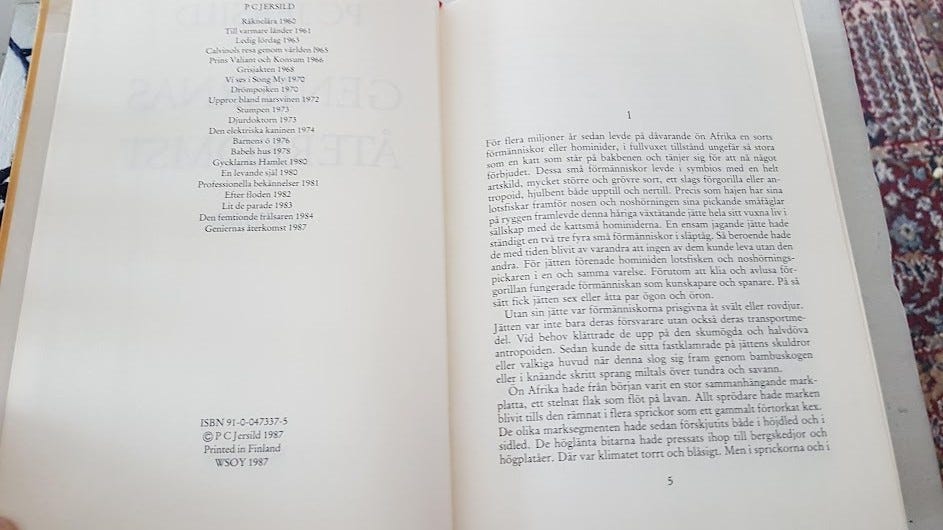 P C JERSILD
Räknelära 1960
Till varmare länder 1961
Ledig lördag 1963
Calvinols resa genom världen 1965
Prins Valiant och Konsum 1966
Grisjakten 1968
Vi ses i Song My 1970
Drömpojken 1970
Uppror bland marsvinen 1972
Stumpen 1973
Djurdoktorn 1973
Den elektriska kaninen 1974
Barnens ö 1976
Babels hus 1978
Gycklarnas Hamlet 1980
En levande själ 1980
Professionella bekännelser 1981
Efter floden 1982
Lit de parade 1983
Den femtionde frälsaren 1984
Geniernas återkomst 1987
ISBN 91-0-047337-5
© P C Jersild 1987
Printed in Finland
WSOY 1987
1
För flera miljoner år sedan levde på dåvarande ön Afrika en sorts
förmänniskor eller hominider, i fullvuxet tillstånd ungefär så stora
som en katt som står på bakbenen och tänjer sig för att nå något
förbjudet. Dessa små förmänniskor levde i symbios med en helt
artskild, mycket större och grövre sort, ett slags förgorilla eller an-
tropoid, hjulbent både upptill och nertill. Precis som hajen har sina
lotsfiskar framför nosen och noshörningen sina pickande småfåglar
på ryggen framlevde denna håriga växtätande jätte hela sitt vuxna liv i
sällskap med de kattsmå hominiderna. En ensam jagande jätte hade
ständigt en två tre fyra små förmänniskor i släptåg. Så beroende hade
de med tiden blivit av varandra att ingen av dem kunde leva utan den
andra. För jätten förenade hominiden lotsfisken och noshörnings-
pickaren i en och samma varelse. Förutom att klia och avlusa för-
gorillan fungerade förmänniskan som kunskapare och spanare. På så
sätt fick jätten sex eller åtta par ögon och öron.
Utan sin jätte var förmänniskorna prisgivna åt svält eller rovdjur.
Jätten var inte bara deras försvarare utan också deras transportme-
del. Vid behov klättrade de upp på den skumögda och halvdöva
antropoiden. Sedan kunde de sitta fastklamrade på jättens skuldror
eller valkiga huvud när denna slog sig fram genom bambuskogen
eller i knäande skritt sprang miltals över tundra och savann.
Ön Afrika hade från början varit en stor sammanhängande mark-
platta, ett stelnat flak som flöt på lavan. Allt sprödare hade marken
blivit tills den rämnat i flera sprickor som ett gammalt förtorkat kex.
De olika marksegmenten hade sedan förskjutits både i höjdled och i
sidled. De höglänta bitarna hade pressats ihop till bergskedjor och
högplatåer. Där var klimatet torrt och blåsigt. Men i sprickorna och i
5